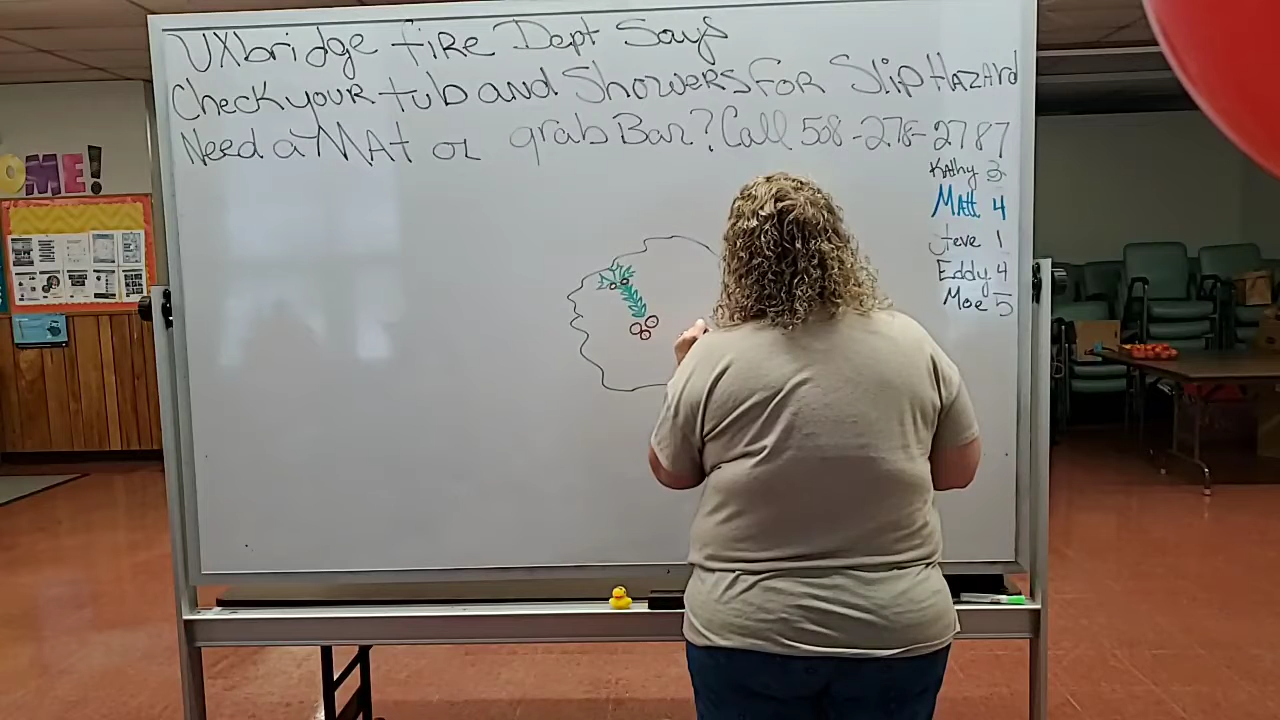 OME!
UXbridge fire Dept Says
Check your tub and Showers For Slip HAZARd
Need a MAt or grab Bar? Call 508-278-2787
Kathy 3
Matt 4
Steve 1
Eddy 4
Moe 5